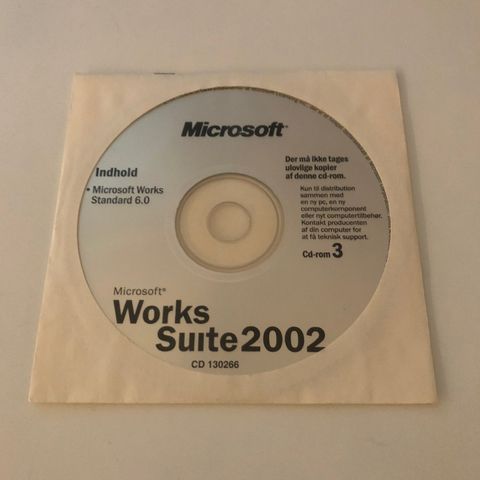 Microsoft®
Indhold
• Microsoft Works
Standard 6.0
Der må ikke tages
ulovlige kopier
af denne cd-rom.
Kun til distribution
sammen med
en ny pc, en ny
computerkomponent
eller nyt computertilbehør.
Kontakt producenten
af din computer for
at få teknisk support.
Cd-rom 3
Microsoft®
Works
Suite2002
CD 130266